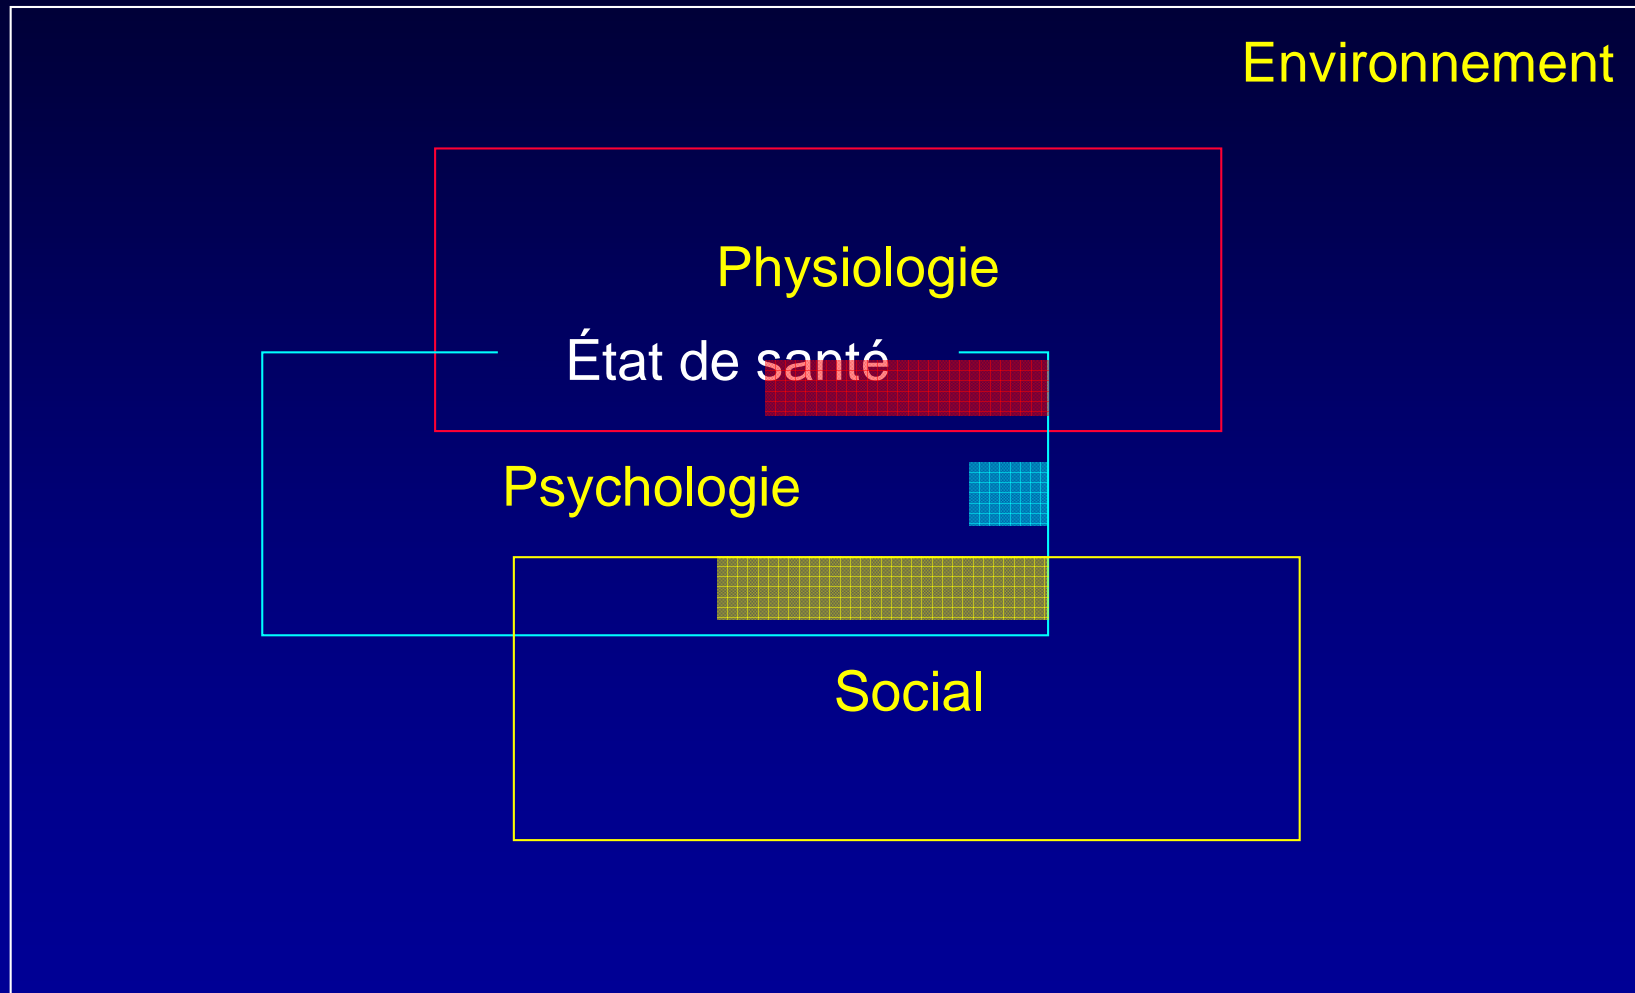 Environnement
Physiologie
État de santé
Psychologie
Social